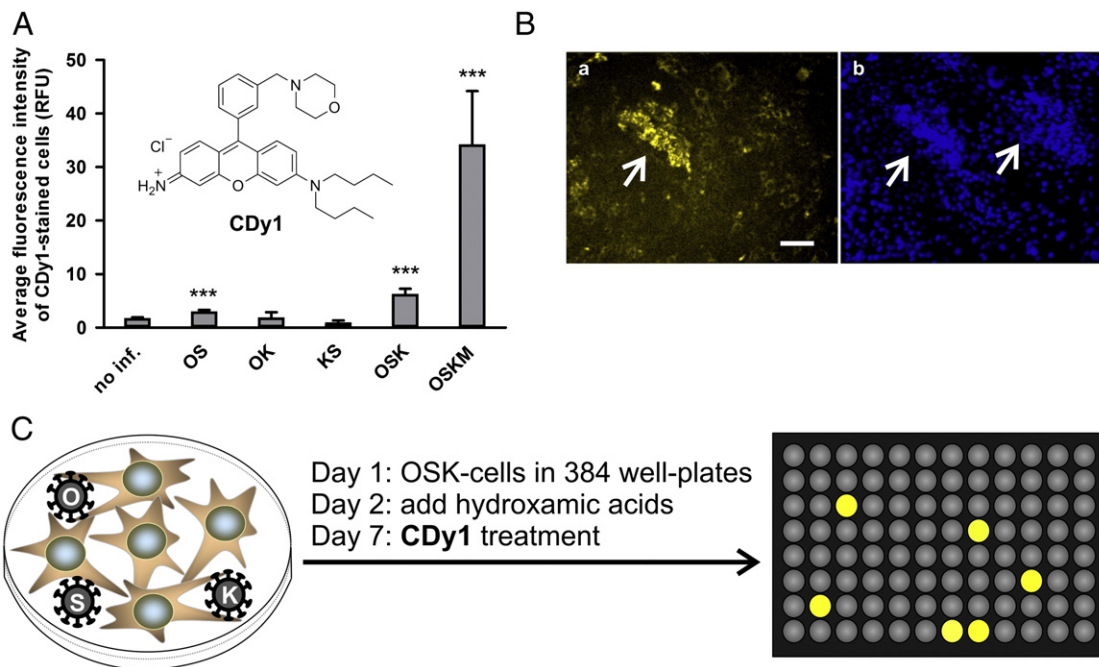 A
Average fluorescence intensity
of CDy1-stained cells (RFU)
50
40
30
20
10
0
***
***
***
N
O
Cl−
H2N
+
O
N
CDy1
no inf.
OS
OK
KS
OSK
OSKM
B
a
b
C
O
S
K
Day 1: OSK-cells in 384 well-plates
Day 2: add hydroxamic acids
Day 7: CDy1 treatment